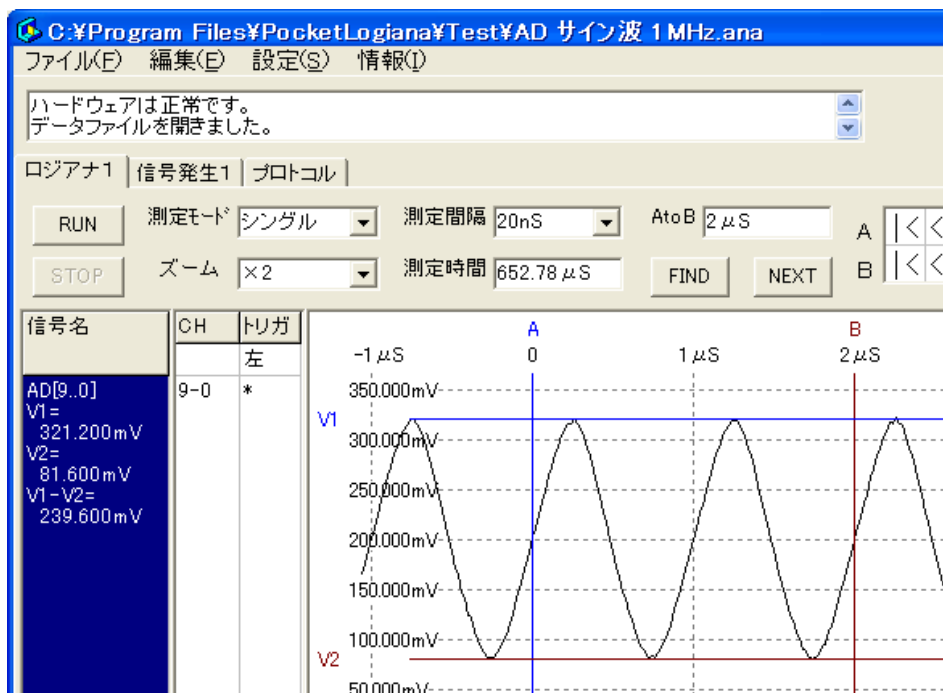 C:¥Program Files¥PocketLogiana¥Test¥AD サイン波 1MHz.ana
ファイル(F) 編集(E) 設定(S) 情報(I)
ハードウェアは正常です。
データファイルを開きました。
ロジアナ1 信号発生1 プロトコル
RUN 測定モード シングル 測定間隔 20nS AtoB 2μS A |< <
STOP ズーム ×2 測定時間 652.78μS FIND NEXT B |< <
信号名 CH トリガ
左
A B
-1μS 0 1μS 2μS
AD[9..0] 9-0 *
V1=
321.200mV
V2=
81.600mV
V1-V2=
239.600mV
350.000mV
V1
300.000mV
250.000mV
200.000mV
150.000mV
100.000mV
V2
50.000mV